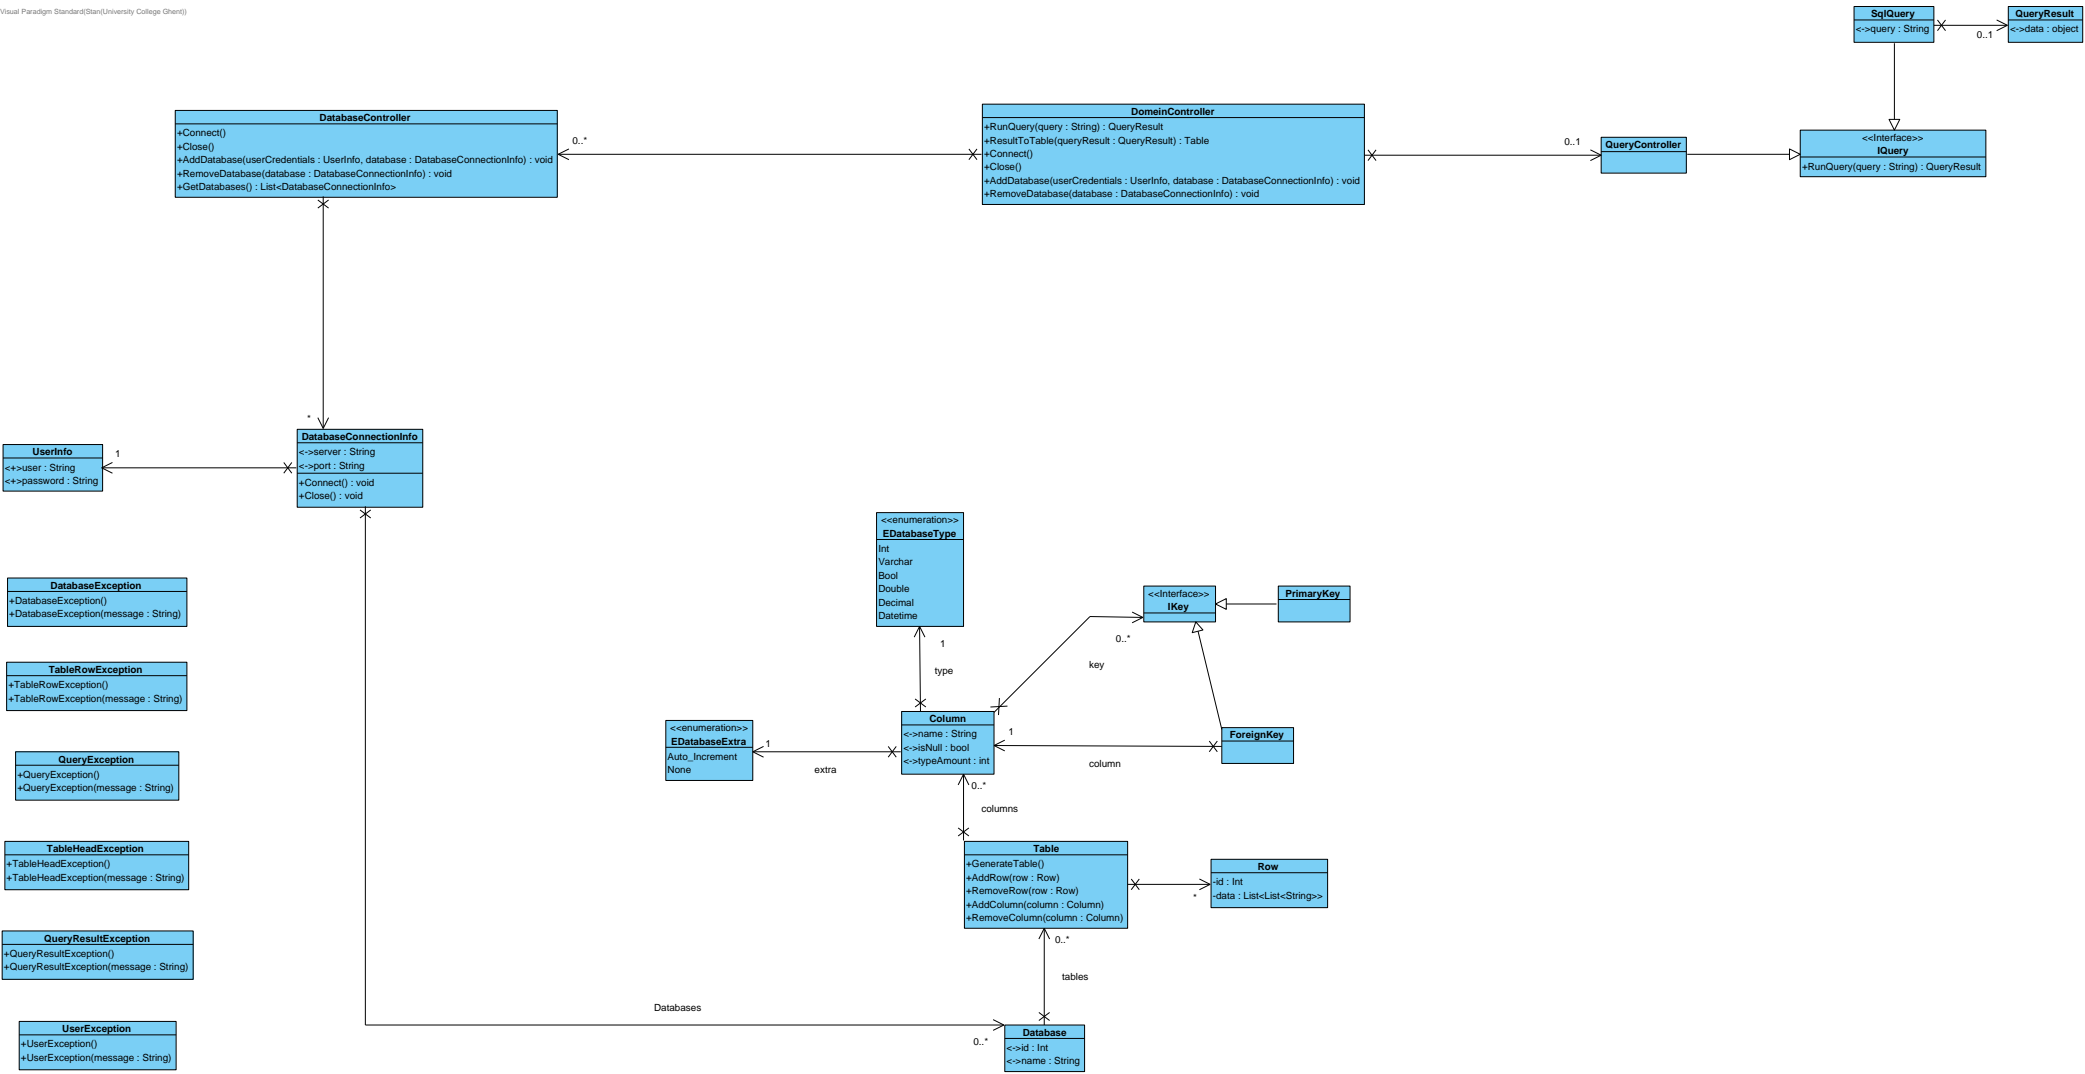 Visual Paradigm Standard(Stan(University College Ghent))
SqlQuery
<->query : String
0..1
QueryResult
<->data : object
DatabaseController
+Connect()
+Close()
+AddDatabase(userCredentials : UserInfo, database : DatabaseConnectionInfo) : void
+RemoveDatabase(database : DatabaseConnectionInfo) : void
+GetDatabases() : List<DatabaseConnectionInfo>
0..*
DomeinController
+RunQuery(query : String) : QueryResult
+ResultToTable(queryResult : QueryResult) : Table
+Connect()
+Close()
+AddDatabase(userCredentials : UserInfo, database : DatabaseConnectionInfo) : void
+RemoveDatabase(database : DatabaseConnectionInfo) : void
0..1
QueryController
<<Interface>>
IQuery
+RunQuery(query : String) : QueryResult
*
UserInfo
<+>user : String
<+>password : String
1
DatabaseConnectionInfo
<->server : String
<->port : String
+Connect() : void
+Close() : void
<<enumeration>>
EDatabaseType
Int
Varchar
Bool
Double
Decimal
Datetime
1
type
<<Interface>>
IKey
0..*
key
PrimaryKey
DatabaseException
+DatabaseException()
+DatabaseException(message : String)
TableRowException
+TableRowException()
+TableRowException(message : String)
<<enumeration>>
EDatabaseExtra
Auto_Increment
None
1
extra
Column
<->name : String
<->isNull : bool
<->typeAmount : int
1
column
ForeignKey
0..*
columns
QueryException
+QueryException()
+QueryException(message : String)
TableHeadException
+TableHeadException()
+TableHeadException(message : String)
Table
+GenerateTable()
+AddRow(row : Row)
+RemoveRow(row : Row)
+AddColumn(column : Column)
+RemoveColumn(column : Column)
*
Row
-id : Int
-data : List<List<String>>
0..*
tables
QueryResultException
+QueryResultException()
+QueryResultException(message : String)
Databases
0..*
Database
<->id : Int
<->name : String
UserException
+UserException()
+UserException(message : String)